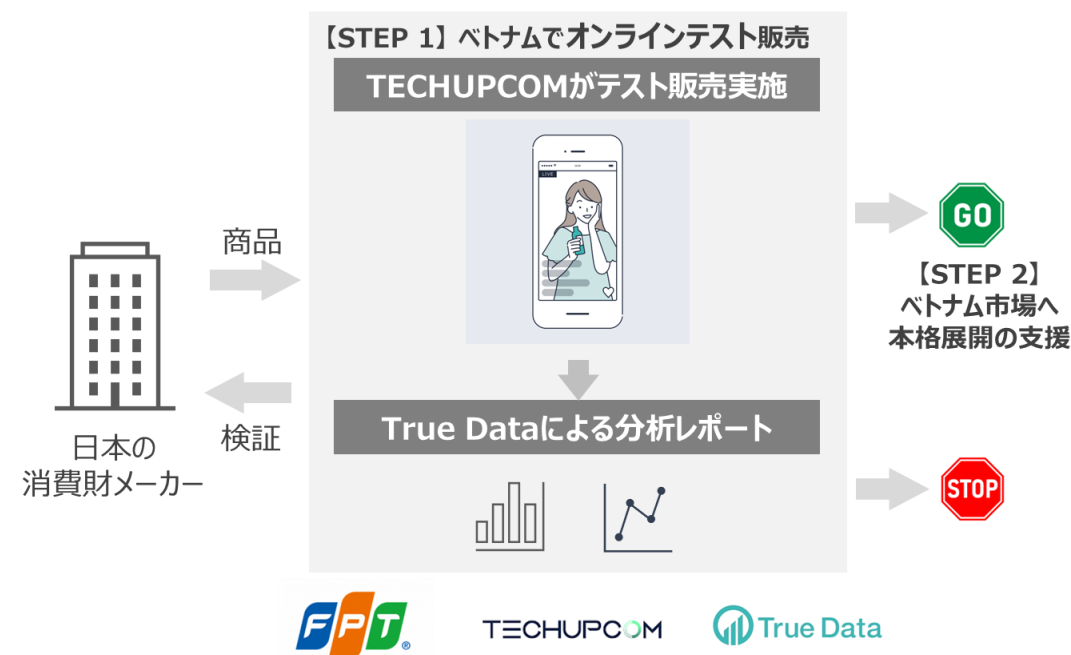 【STEP 1】 ベトナムでオンラインテスト販売
TECHUPCOMがテスト販売実施
LIVE
商品
GO
【STEP 2】
ベトナム市場へ
本格展開の支援
検証
True Dataによる分析レポート
日本の
消費財メーカー
STOP
FPT®
TECHUPCOM
True Data